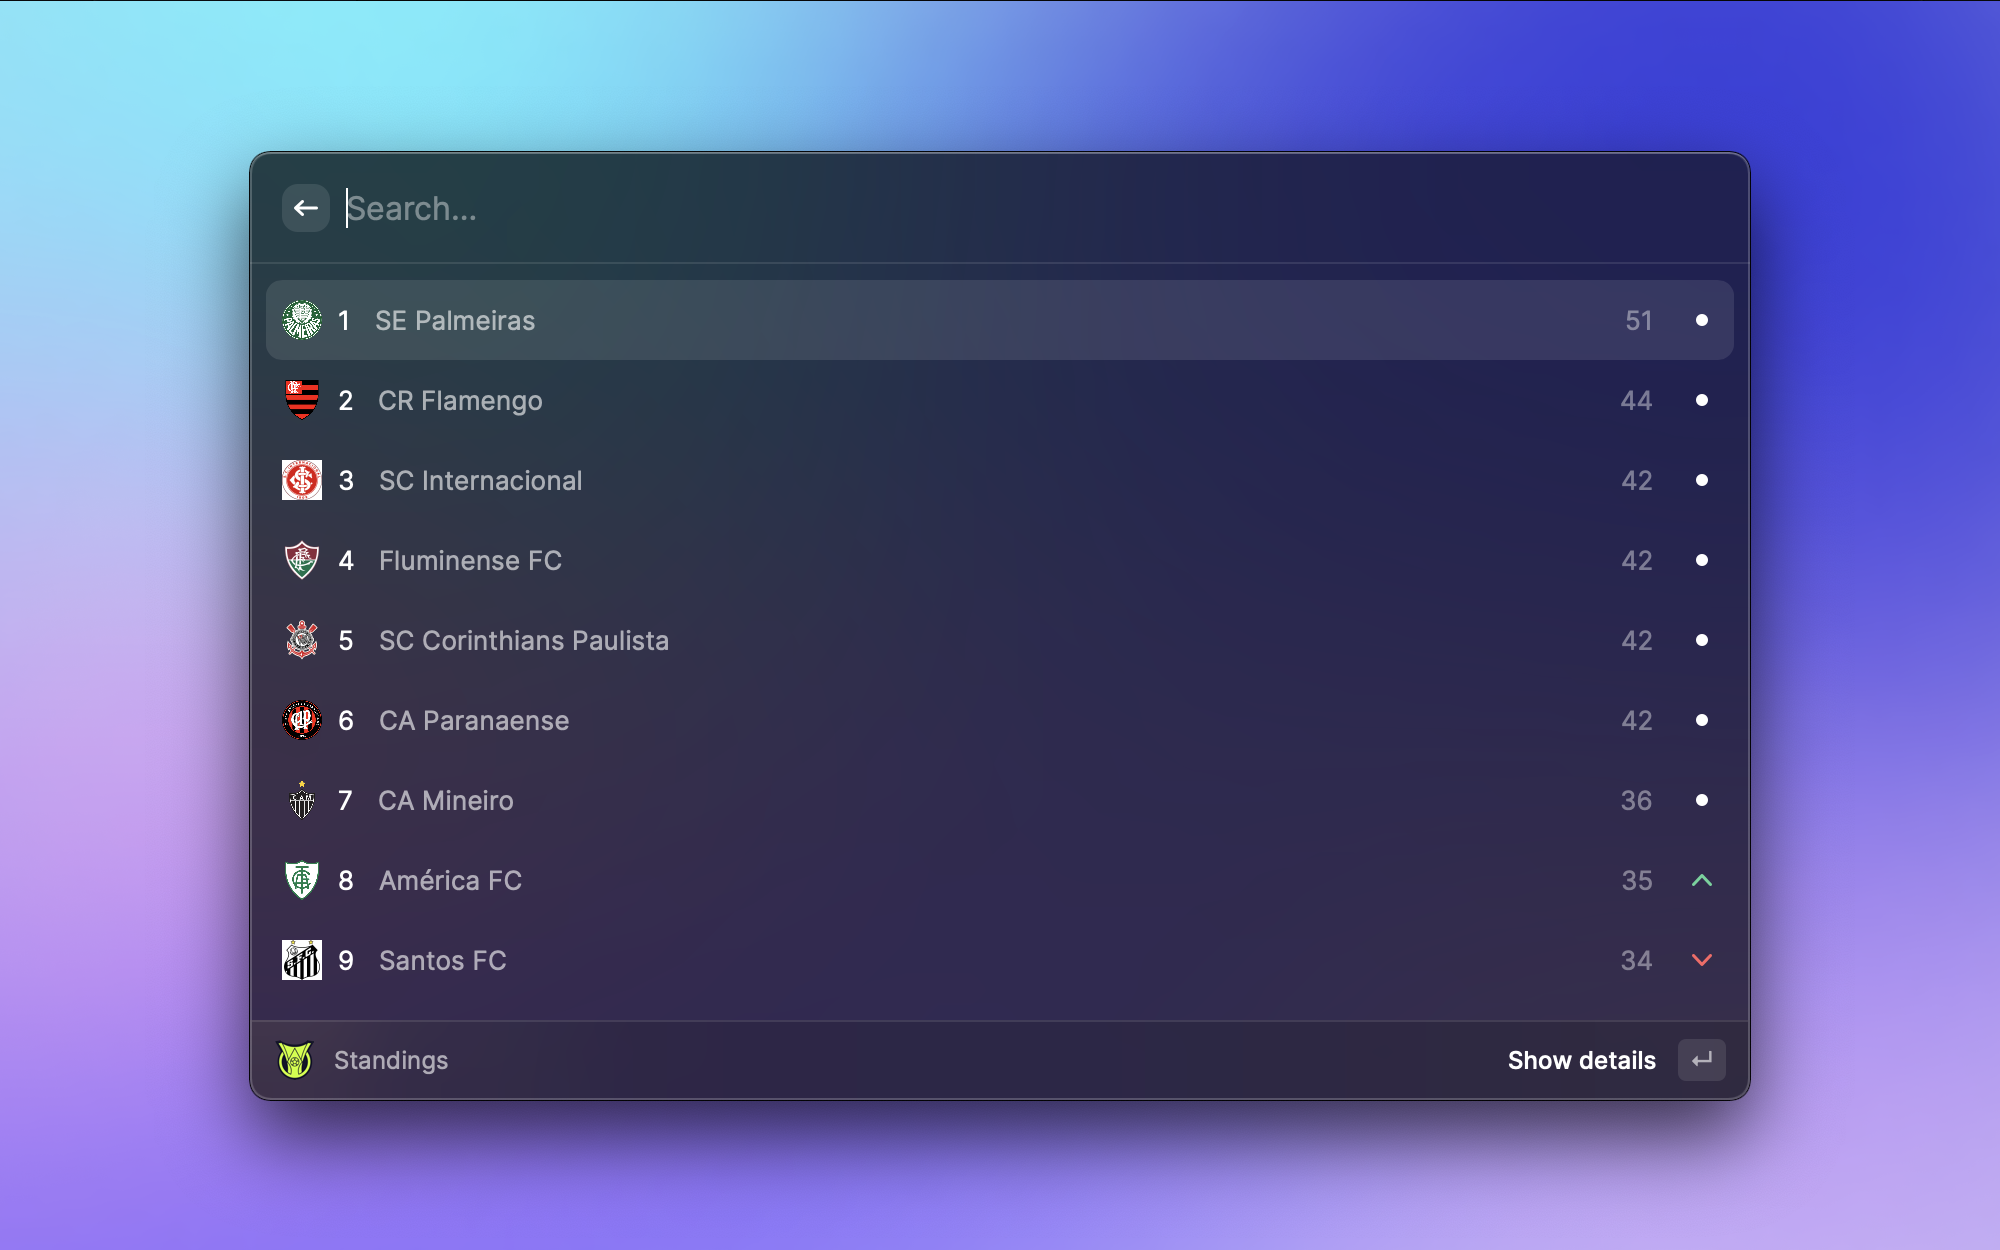 Search...
1 SE Palmeiras 51
2 CR Flamengo 44
3 SC Internacional 42
4 Fluminense FC 42
5 SC Corinthians Paulista 42
6 CA Paranaense 42
7 CA Mineiro 36
8 América FC 35
9 Santos FC 34
Standings Show details